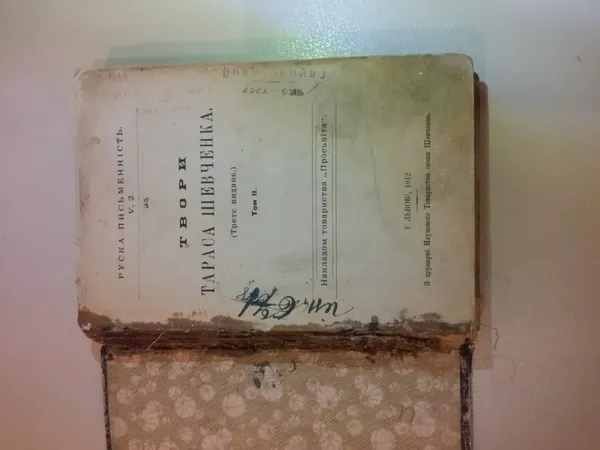 РУСКА ПИСЬМЕННІСТЬ.
V. 2.
ТВОРИ
ТАРАСА ШЕВЧЕНКА.
(Третє виданє.)
Том II.
Накладом товариства „Просьвіта".
У ЛЬВОВІ, 1912.
З друкарні Наукового Товариства імени Шевченка.